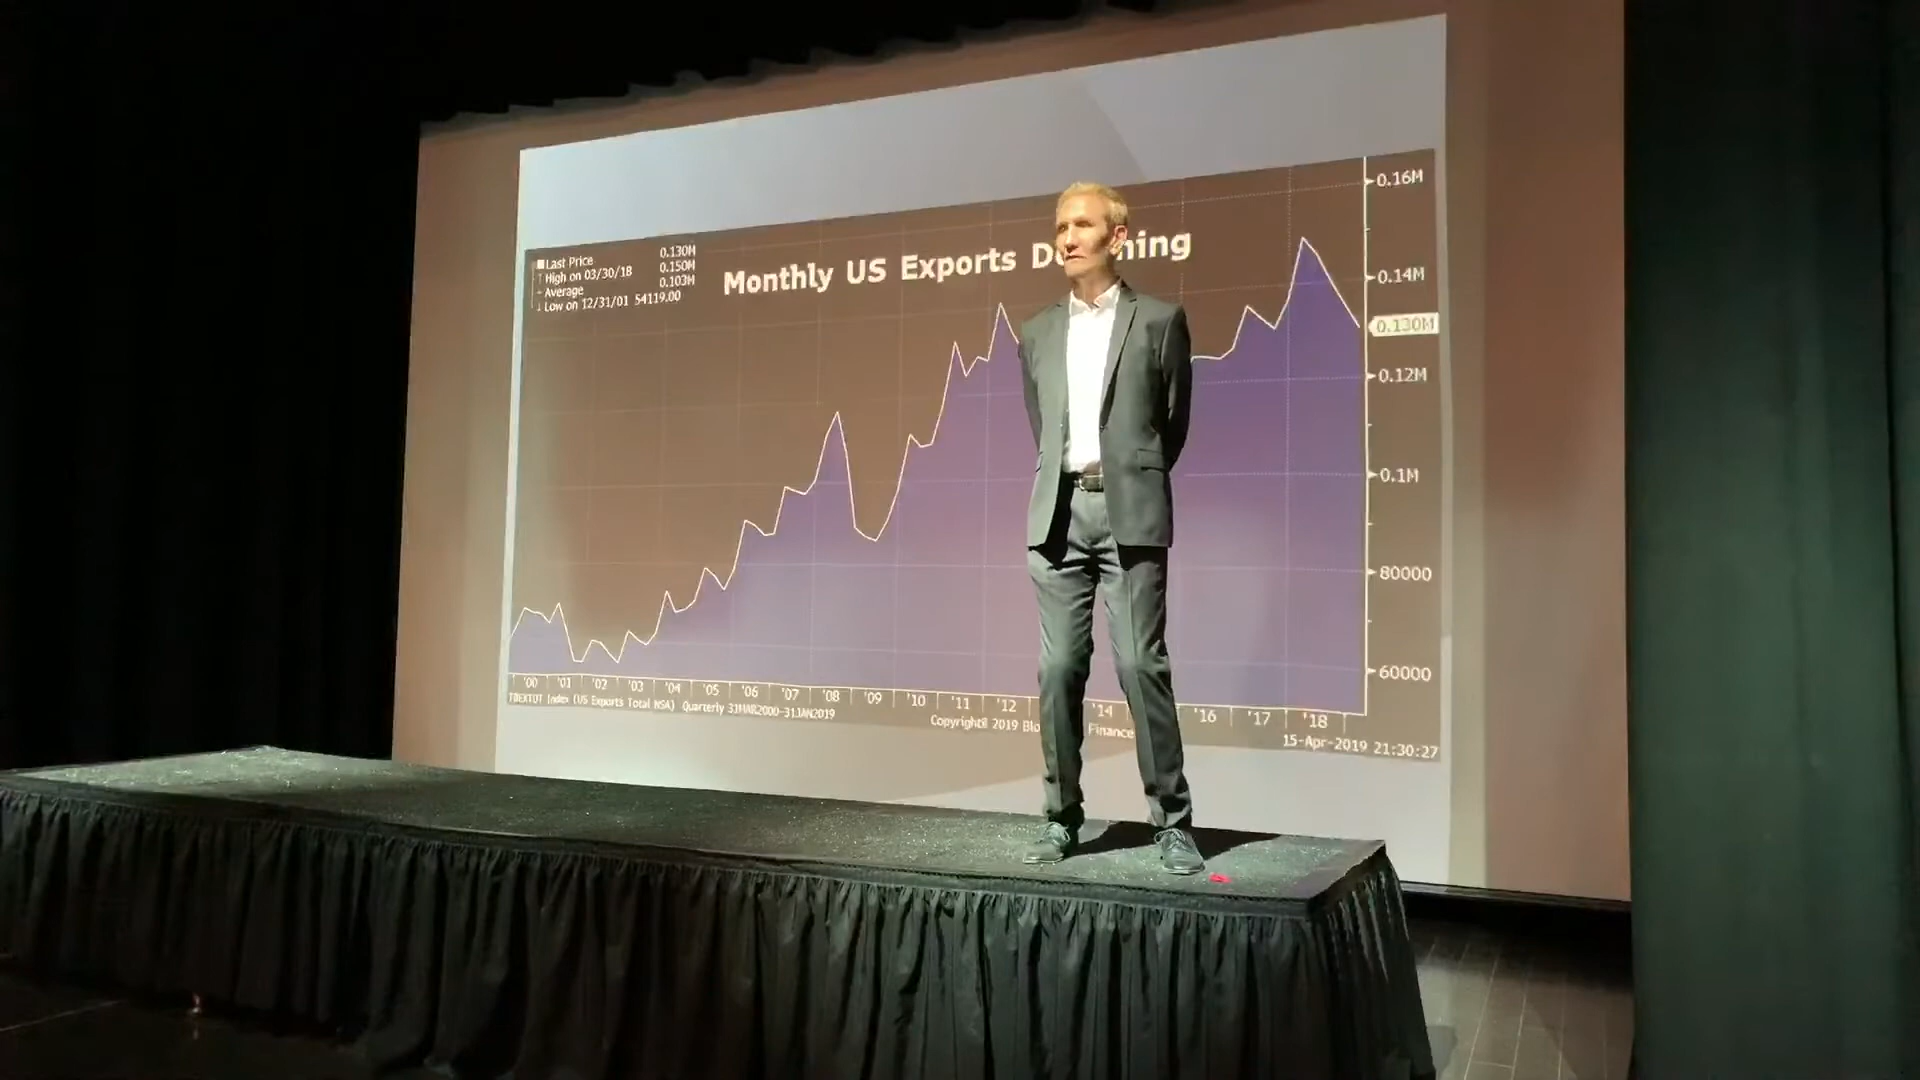 Last Price 0.130M
High on 03/30/18 0.150M
Average 0.103M
Low on 12/31/01 54119.00
Monthly US Exports D ning
0.16M
0.14M
0.130M
0.12M
0.1M
80000
60000
'00 '01 '02 '03 '04 '05 '06 '07 '08 '09 '10 '11 '12 '14 '16 '17 '18
TBEXTOT Index (US Exports Total NSA) Quarterly 31MAR2000-31JAN2019
Copyright© 2019 Blo Finance
15-Apr-2019 21:30:27